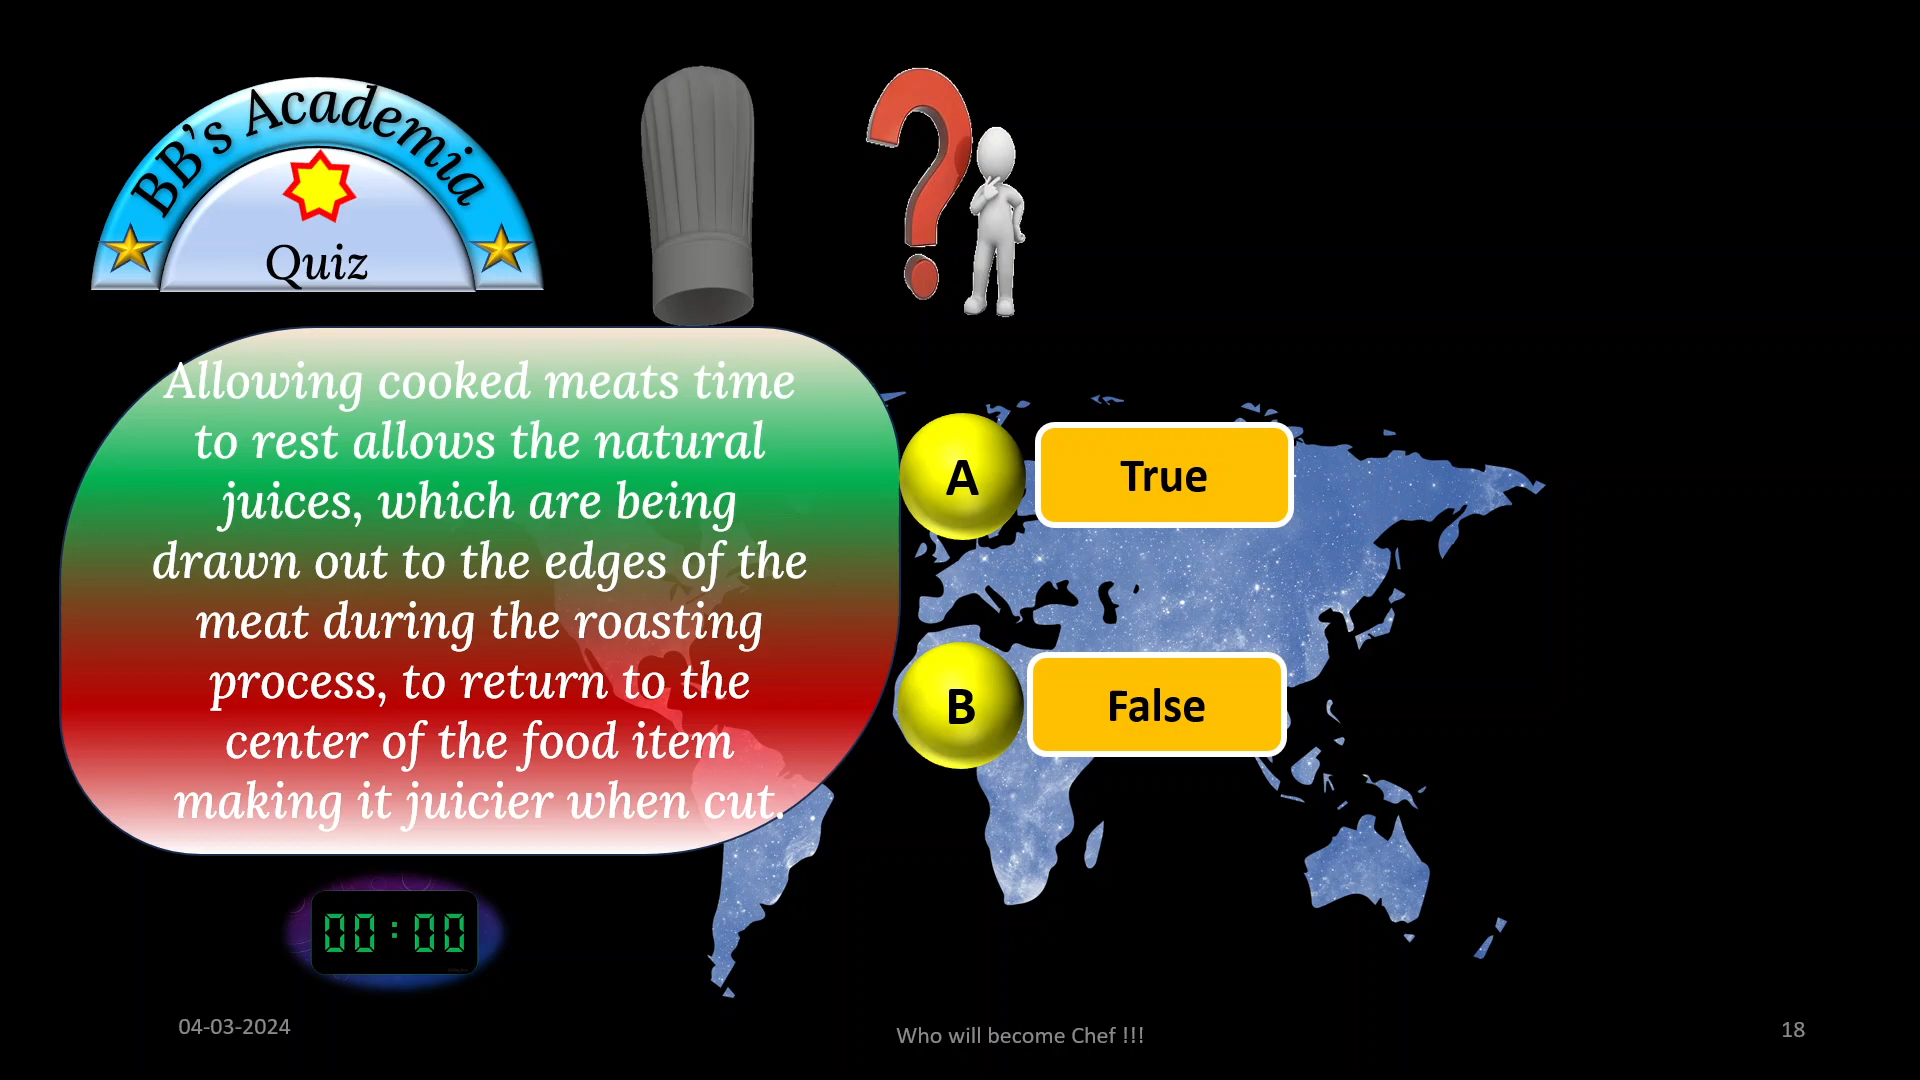 BB's Academia
Quiz
Allowing cooked meats time
to rest allows the natural
juices, which are being
drawn out to the edges of the
meat during the roasting
process, to return to the
center of the food item
making it juicier when cut.
A
True
B
False
00:00
04-03-2024
Who will become Chef !!!
18